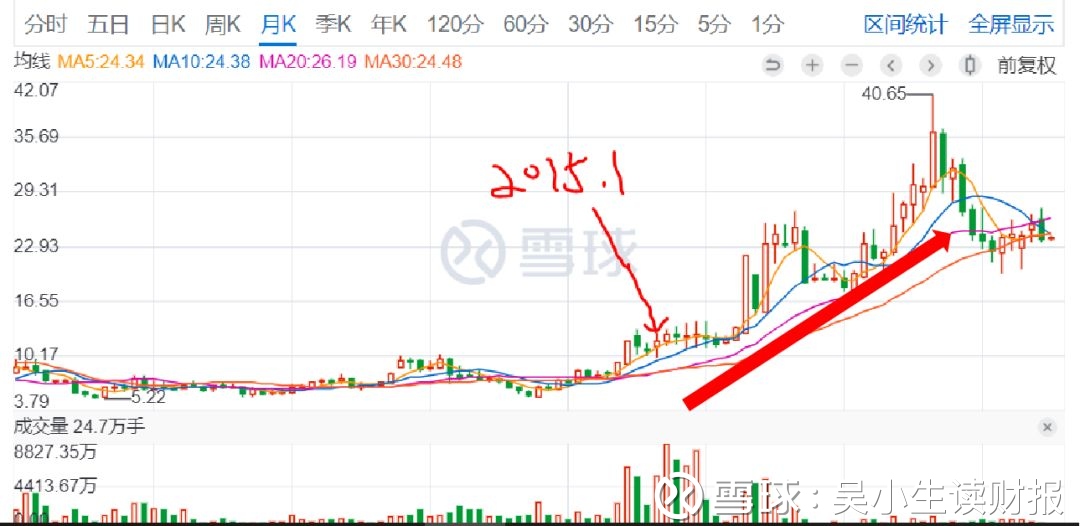 分时 五日 日K 周K 月K 季K 年K 120分 60分 30分 15分 5分 1分 区间统计 全屏显示
均线 MA5:24.34 MA10:24.38 MA20:26.19 MA30:24.48 前复权
42.07
40.65
35.69
2015.1
29.31
22.93
雪球
16.55
10.17
5.22
3.79
成交量 24.7万手
8827.35万
4413.67万
0.00
雪球：吴小生读财报